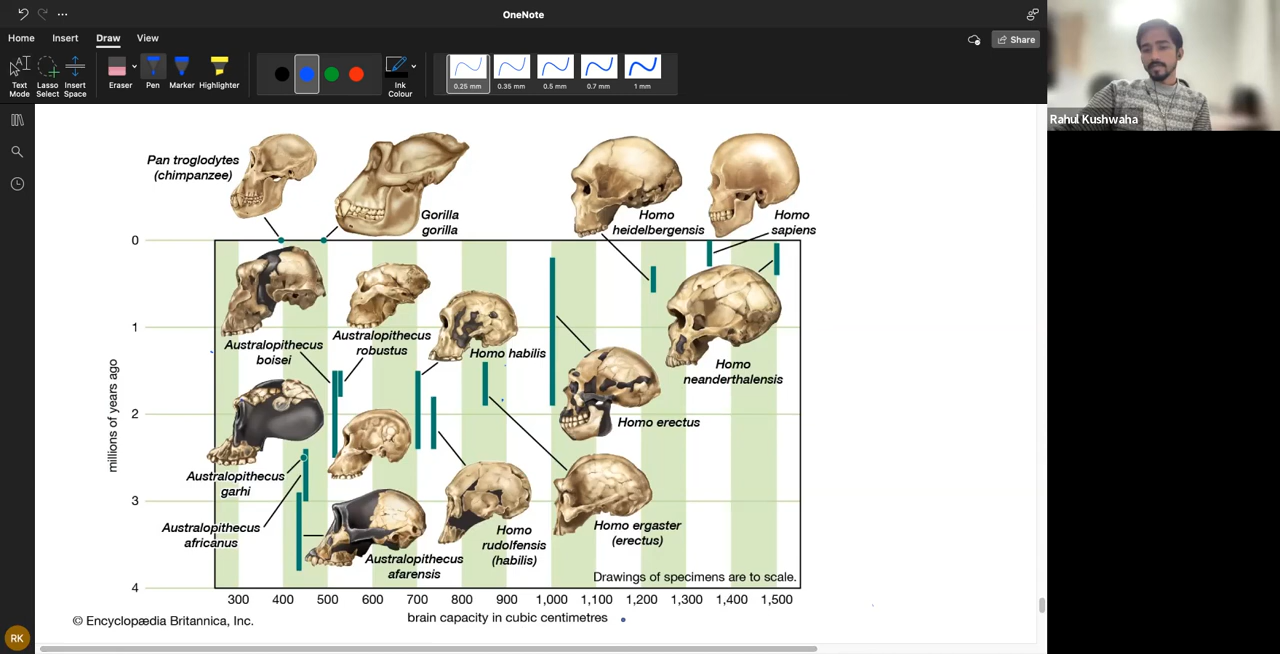 OneNote
Home Insert Draw View
Share
Text Mode
Lasso Select
Insert Space
Eraser
Pen
Marker
Highlighter
Ink Colour
0.25 mm
0.35 mm
0.5 mm
0.7 mm
1 mm
Rahul Kushwaha
Pan troglodytes
(chimpanzee)
Gorilla
gorilla
Homo
heidelbergensis
Homo
sapiens
0
1
2
3
4
millions of years ago
Australopithecus
boisei
Australopithecus
robustus
Homo habilis
Homo
neanderthalensis
Homo erectus
Australopithecus
garhi
Australopithecus
africanus
Australopithecus
afarensis
Homo
rudolfensis
(habilis)
Homo ergaster
(erectus)
Drawings of specimens are to scale.
300 400 500 600 700 800 900 1,000 1,100 1,200 1,300 1,400 1,500
brain capacity in cubic centimetres
© Encyclopædia Britannica, Inc.
RK